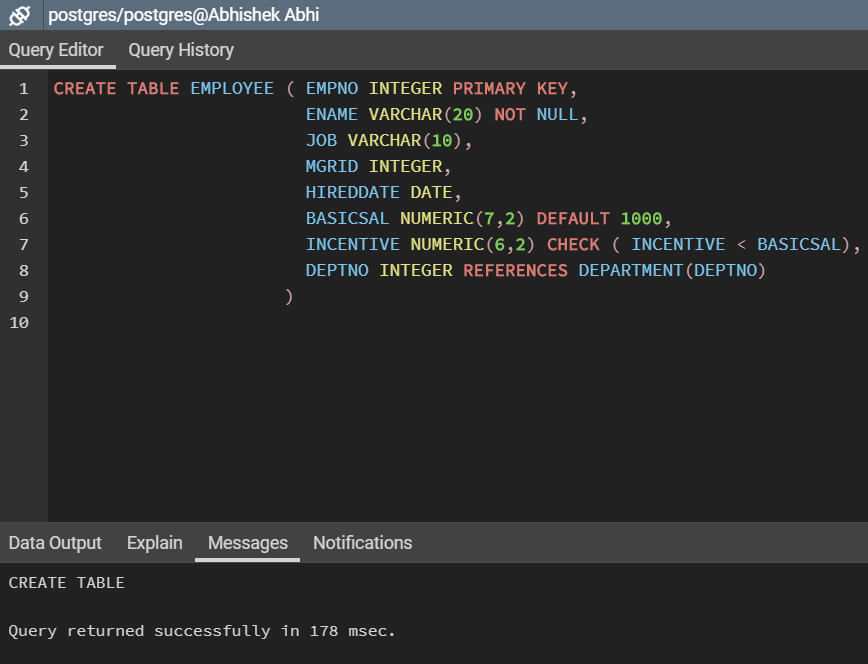 postgres/postgres@Abhishek Abhi
Query Editor Query History
1 CREATE TABLE EMPLOYEE ( EMPNO INTEGER PRIMARY KEY,
2 ENAME VARCHAR(20) NOT NULL,
3 JOB VARCHAR(10),
4 MGRID INTEGER,
5 HIREDDATE DATE,
6 BASICSAL NUMERIC(7,2) DEFAULT 1000,
7 INCENTIVE NUMERIC(6,2) CHECK ( INCENTIVE < BASICSAL),
8 DEPTNO INTEGER REFERENCES DEPARTMENT(DEPTNO)
9 )
10
Data Output Explain Messages Notifications
CREATE TABLE
Query returned successfully in 178 msec.